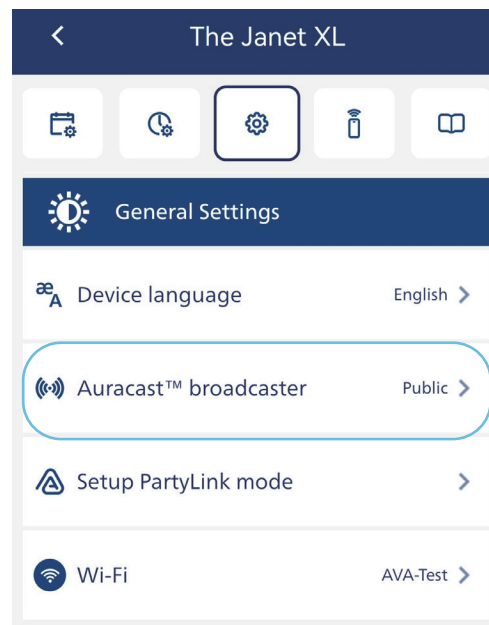 The Janet XL
General Settings
Device language English
Auracast™ broadcaster Public
Setup PartyLink mode
Wi-Fi AVA-Test